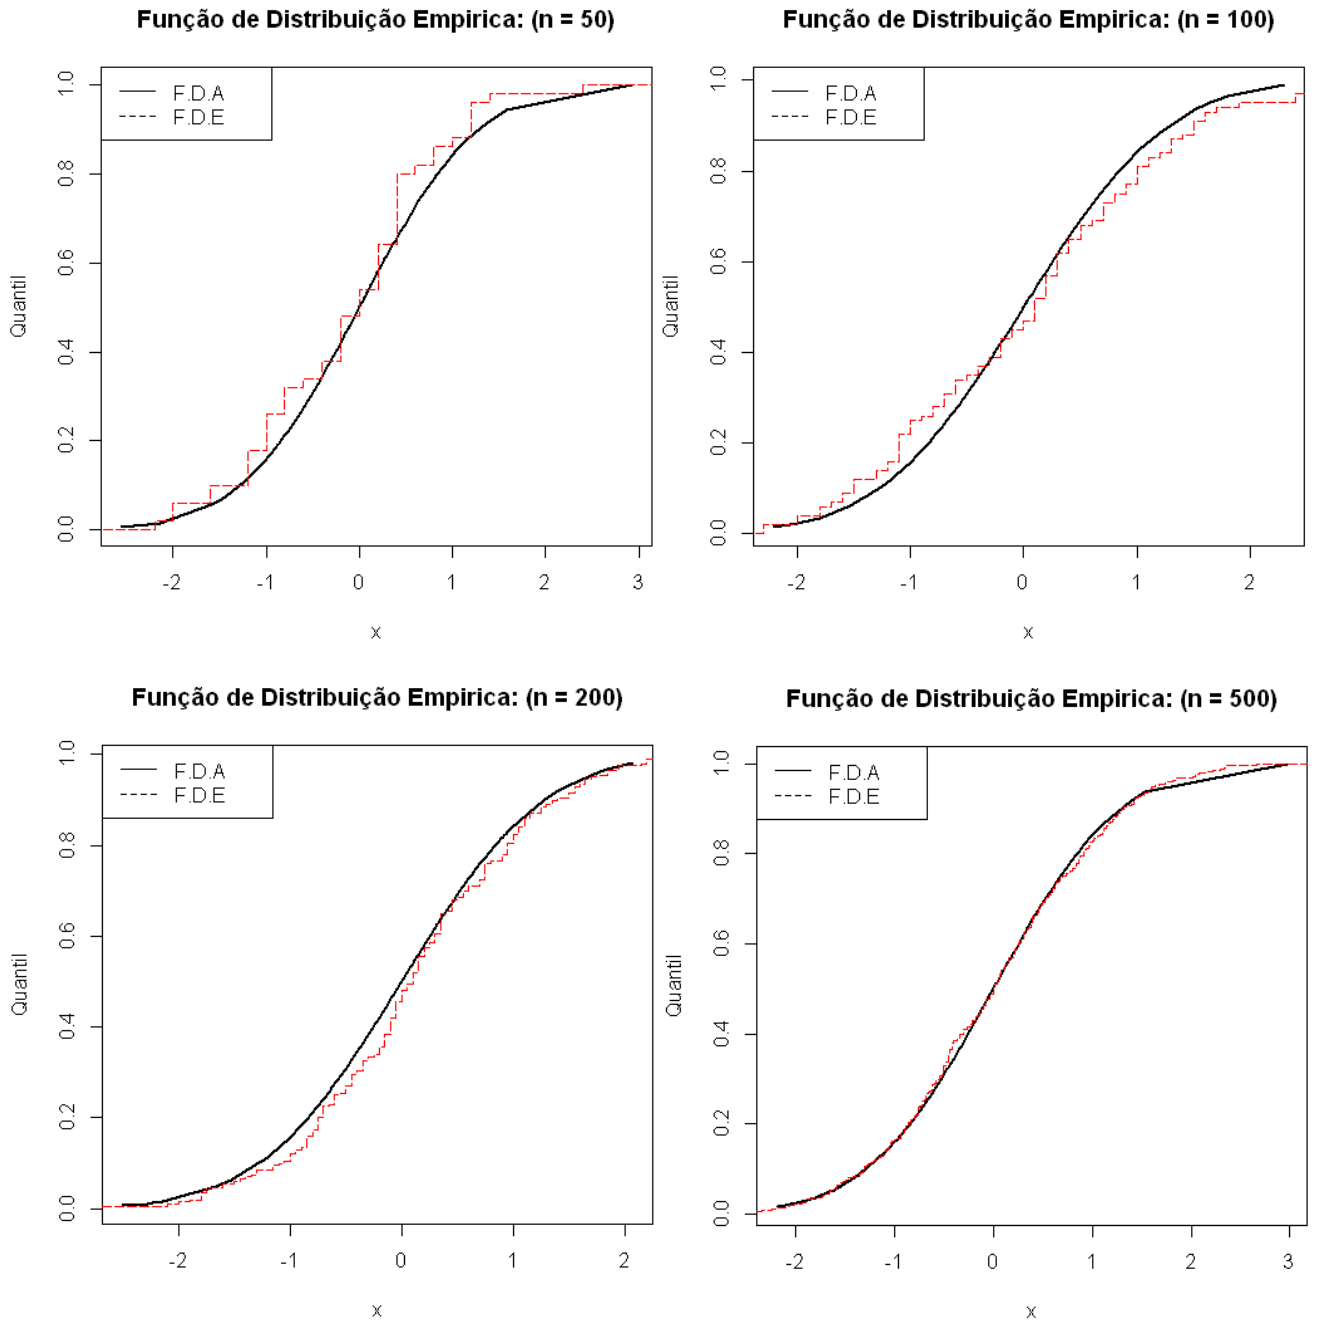 Função de Distribuição Empirica: (n = 50)
F.D.A
F.D.E
Quantil
0.0 0.2 0.4 0.6 0.8 1.0
-2 -1 0 1 2 3
x
Função de Distribuição Empirica: (n = 100)
F.D.A
F.D.E
Quantil
0.0 0.2 0.4 0.6 0.8 1.0
-2 -1 0 1 2
x
Função de Distribuição Empirica: (n = 200)
F.D.A
F.D.E
Quantil
0.0 0.2 0.4 0.6 0.8 1.0
-2 -1 0 1 2
x
Função de Distribuição Empirica: (n = 500)
F.D.A
F.D.E
Quantil
0.0 0.2 0.4 0.6 0.8 1.0
-2 -1 0 1 2 3
x